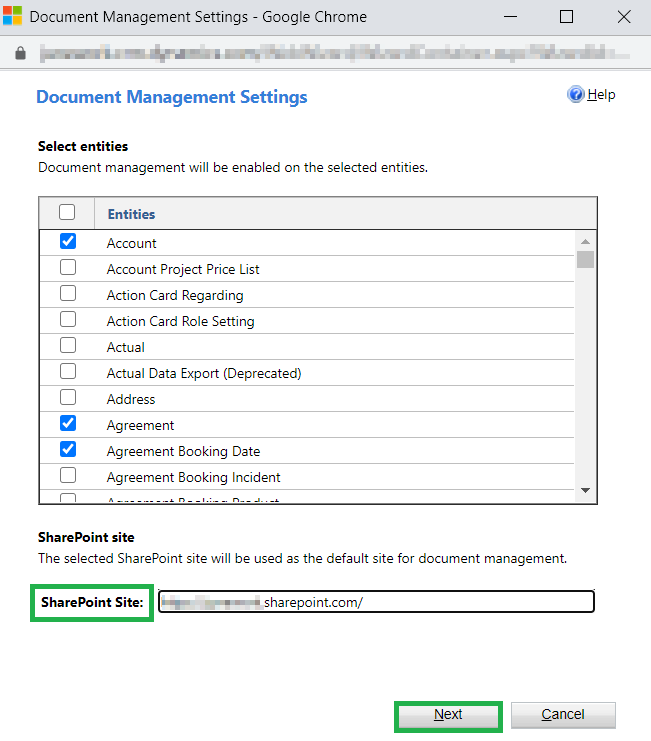 Document Management Settings - Google Chrome
Document Management Settings
Help
Select entities
Document management will be enabled on the selected entities.
Entities
Account
Account Project Price List
Action Card Regarding
Action Card Role Setting
Actual
Actual Data Export (Deprecated)
Address
Agreement
Agreement Booking Date
Agreement Booking Incident
Agreement Booking Product
SharePoint site
The selected SharePoint site will be used as the default site for document management.
SharePoint Site: .sharepoint.com/
Next Cancel